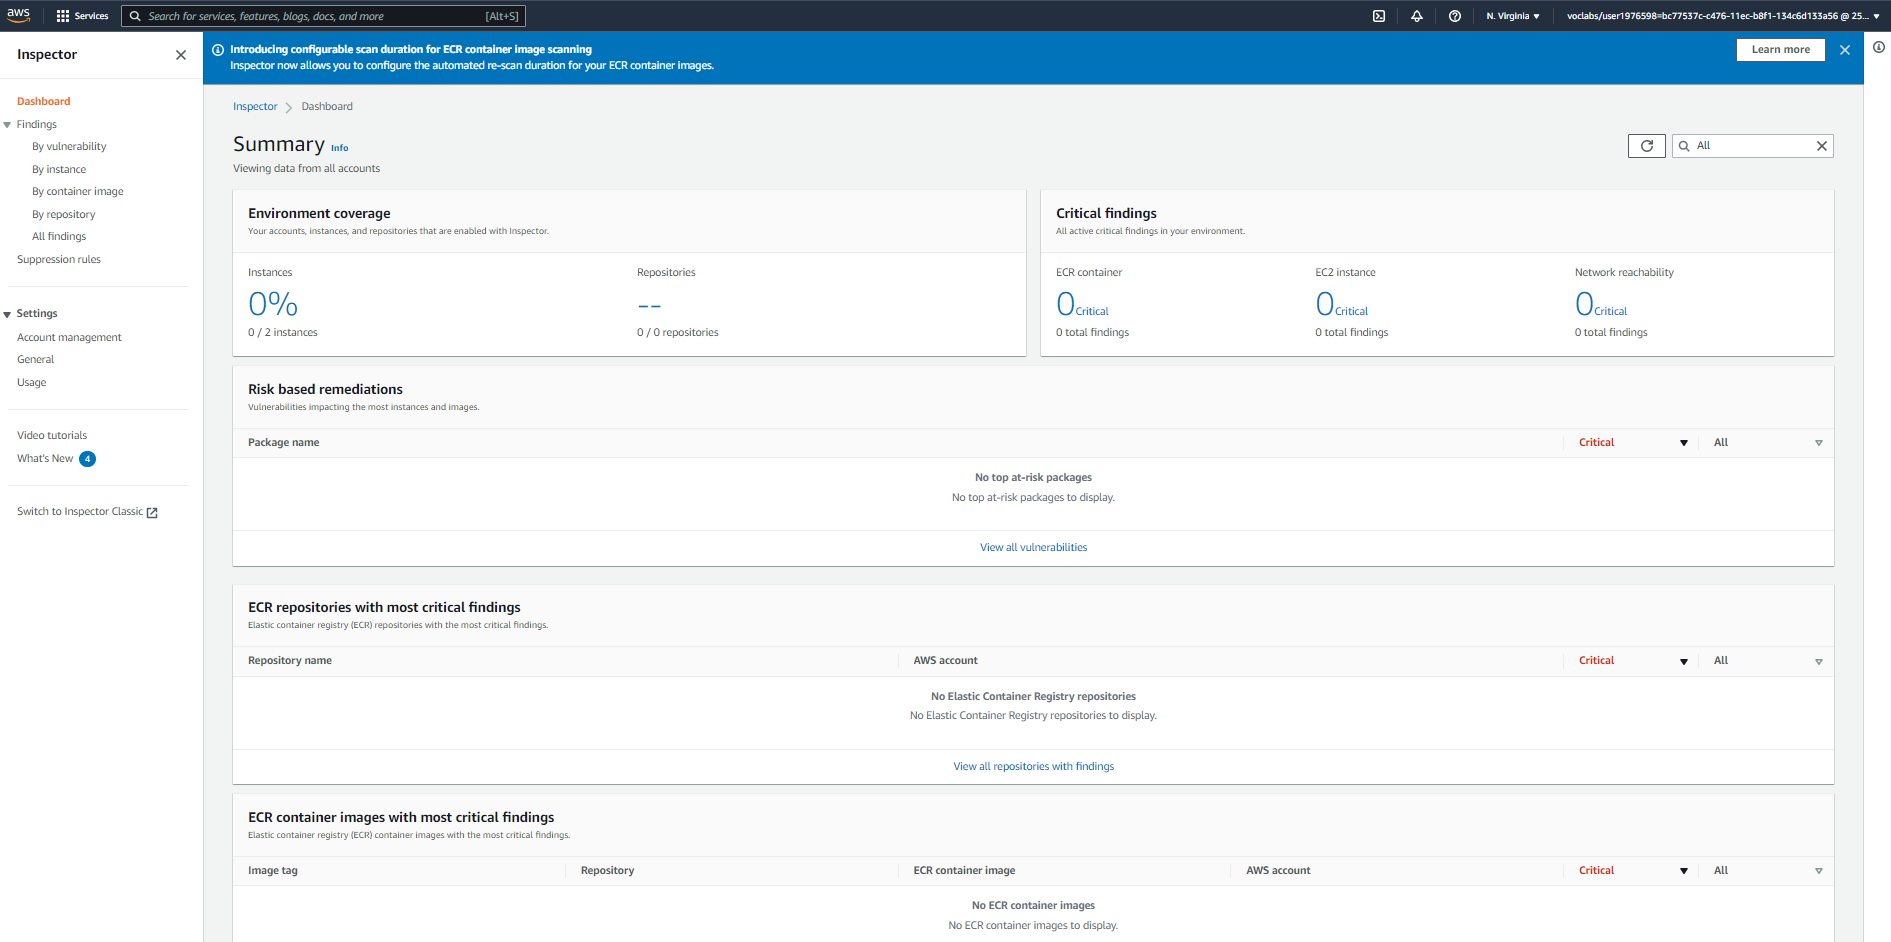 aws
Services
Search for services, features, blogs, docs, and more
[Alt+S]
N. Virginia
voclabs/user1976598=bc77537c-c476-11ec-b8f1-134c6d133a56 @ 25...
Inspector
Dashboard
Findings
By vulnerability
By instance
By container image
By repository
All findings
Suppression rules
Settings
Account management
General
Usage
Video tutorials
What's New 4
Switch to Inspector Classic
Introducing configurable scan duration for ECR container image scanning
Inspector now allows you to configure the automated re-scan duration for your ECR container images.
Learn more
Inspector
Dashboard
Summary Info
Viewing data from all accounts
All
Environment coverage
Your accounts, instances, and repositories that are enabled with Inspector.
Instances
0%
0 / 2 instances
Repositories
--
0 / 0 repositories
Critical findings
All active critical findings in your environment.
ECR container
0 Critical
0 total findings
EC2 instance
0 Critical
0 total findings
Network reachability
0 Critical
0 total findings
Risk based remediations
Vulnerabilities impacting the most instances and images.
Package name
Critical
All
No top at-risk packages
No top at-risk packages to display.
View all vulnerabilities
ECR repositories with most critical findings
Elastic container registry (ECR) repositories with the most critical findings.
Repository name
AWS account
Critical
All
No Elastic Container Registry repositories
No Elastic Container Registry repositories to display.
View all repositories with findings
ECR container images with most critical findings
Elastic container registry (ECR) container images with the most critical findings.
Image tag
Repository
ECR container image
AWS account
Critical
All
No ECR container images
No ECR container images to display.